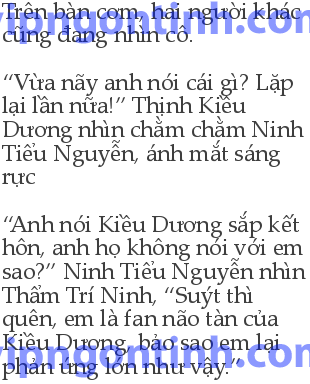 Trên bàn cơm, hai người khác
cũng đang nhìn cô.
“Vừa nãy anh nói cái gì? Lặp
lại lần nữa!” Thịnh Kiều
Dương nhìn chằm chằm Ninh
Tiểu Nguyễn, ánh mắt sáng
rực
“Anh nói Kiều Dương sắp kết
hôn, anh họ không nói với em
sao?” Ninh Tiểu Nguyễn nhìn
Thẩm Trí Ninh, “Suýt thì
quên, em là fan não tàn của
Kiều Dương, bảo sao em lại
phản ứng lớn như vậy.”